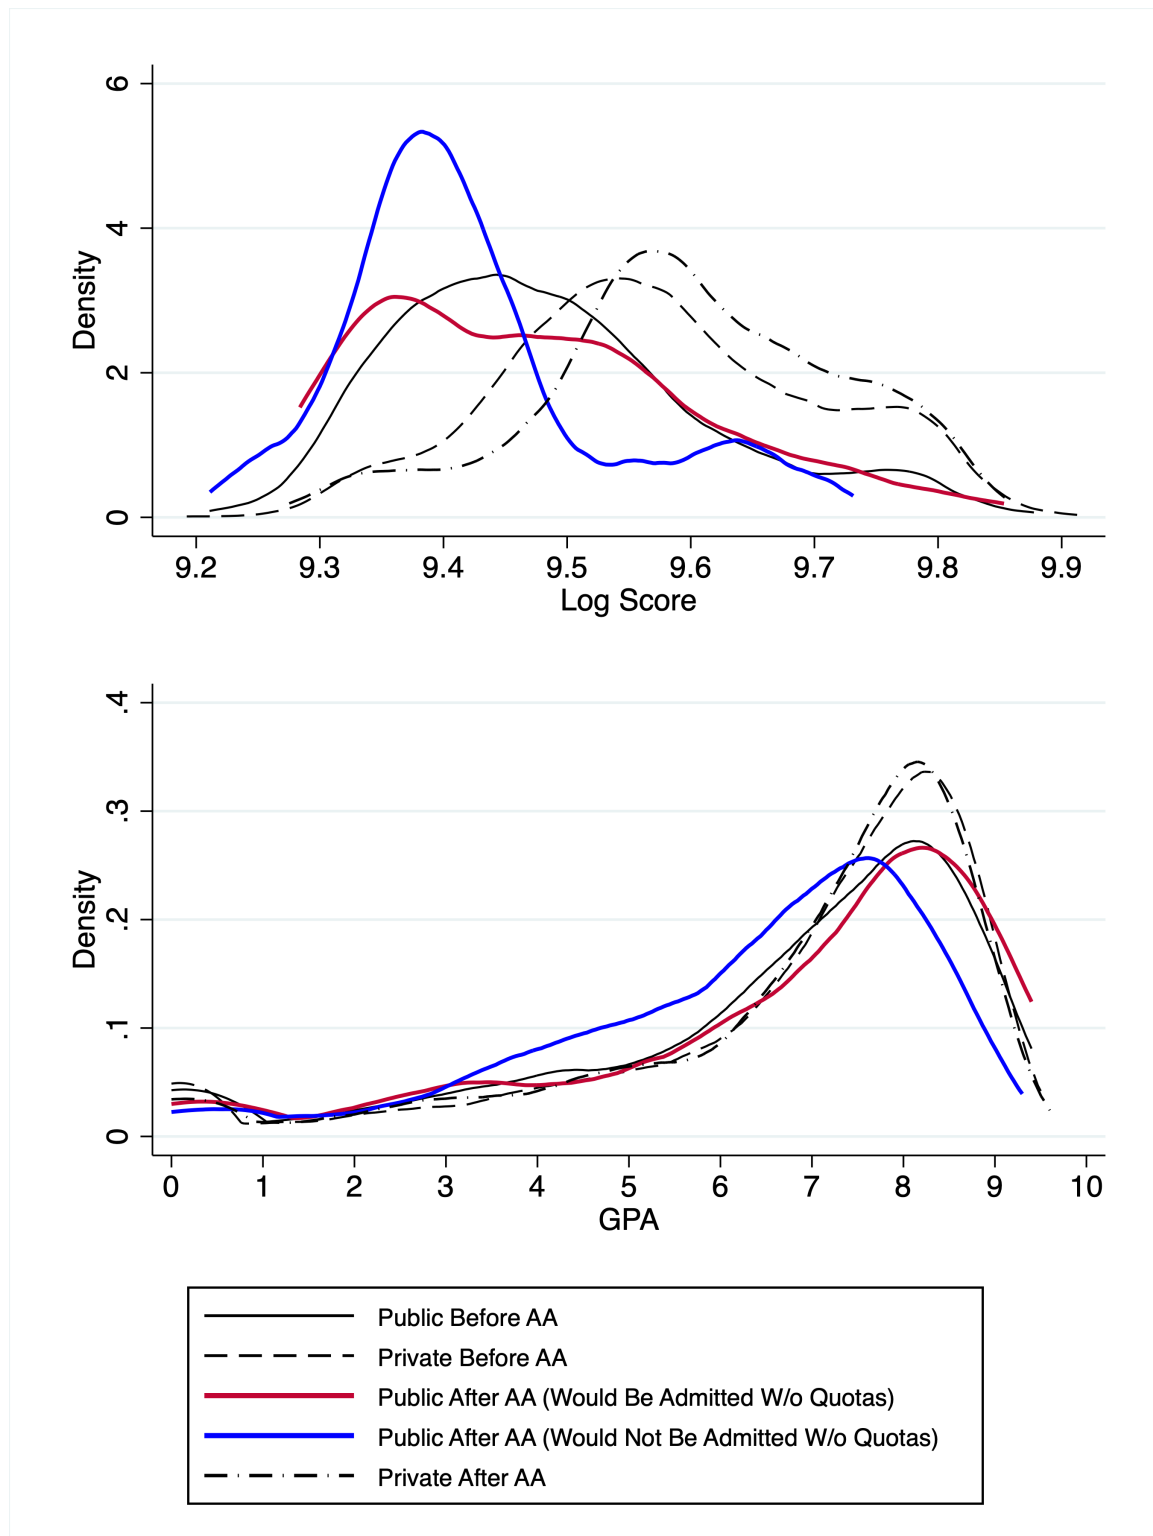 6
4
2
0
Density
9.2 9.3 9.4 9.5 9.6 9.7 9.8 9.9
Log Score
.4
.3
.2
.1
0
Density
0 1 2 3 4 5 6 7 8 9 10
GPA
Public Before AA
Private Before AA
Public After AA (Would Be Admitted W/o Quotas)
Public After AA (Would Not Be Admitted W/o Quotas)
Private After AA